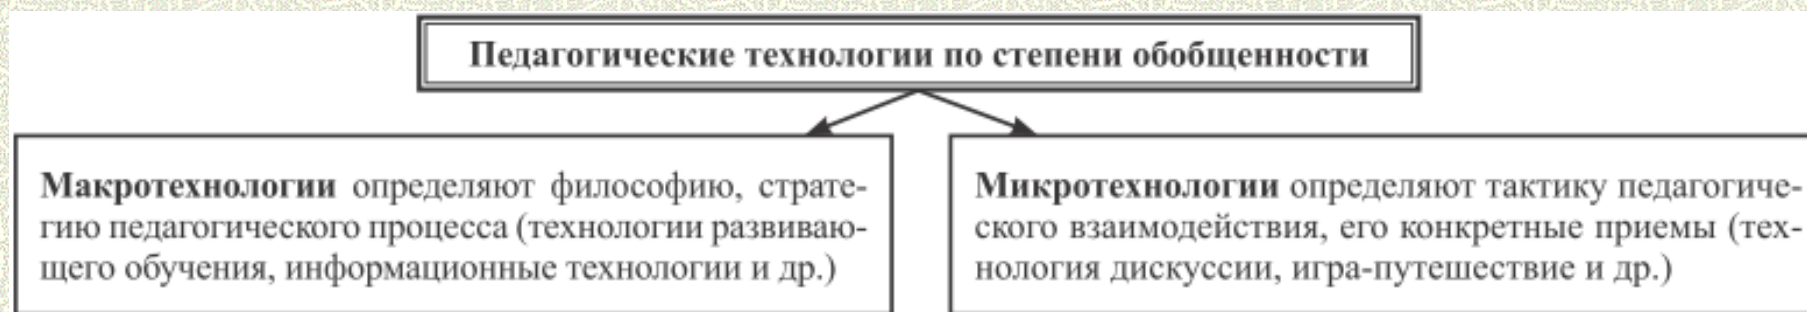 Педагогические технологии по степени обобщенности
Макротехнологии определяют философию, страте-
гию педагогического процесса (технологии развиваю-
щего обучения, информационные технологии и др.)
Микротехнологии определяют тактику педагогиче-
ского взаимодействия, его конкретные приемы (тех-
нология дискуссии, игра-путешествие и др.)